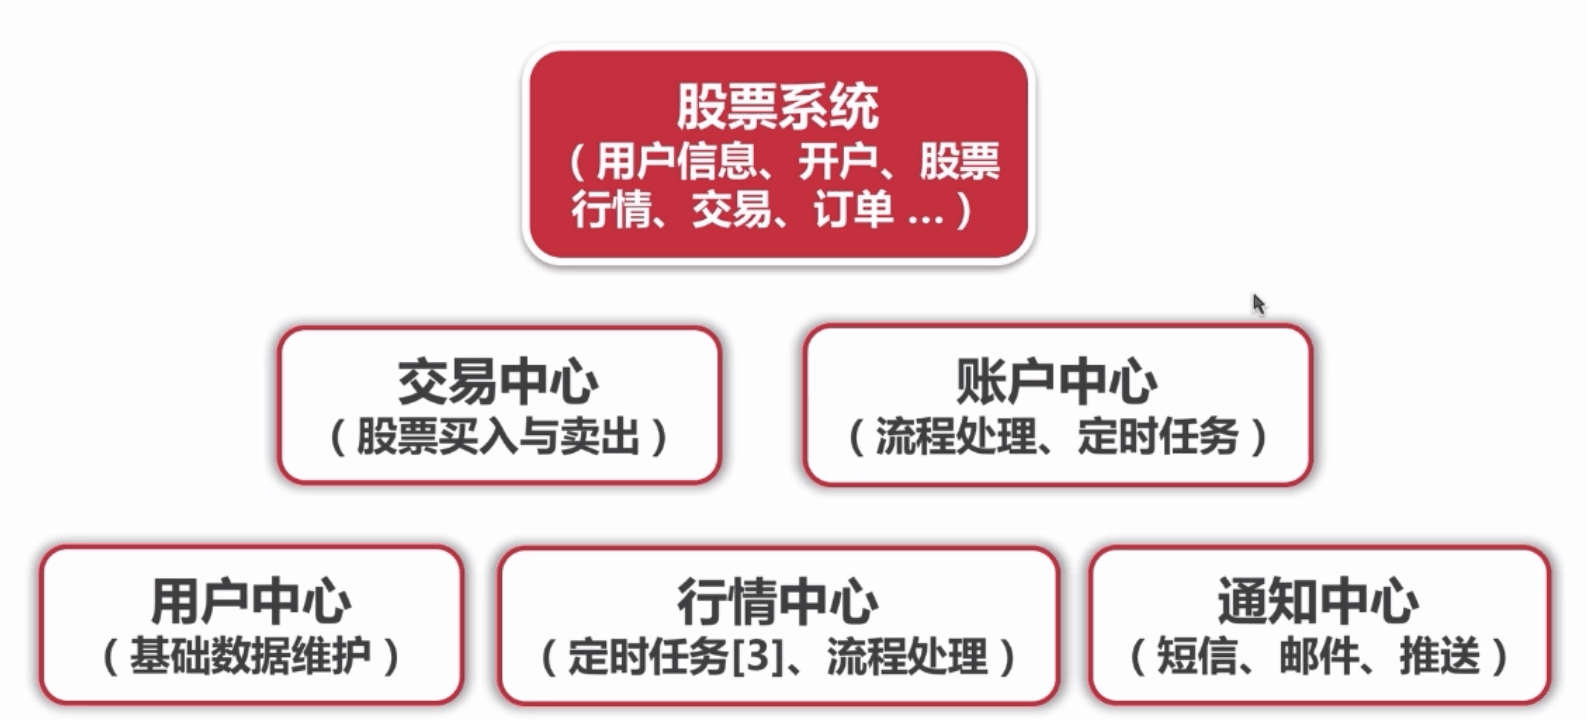 股票系统
（用户信息、开户、股票
行情、交易、订单 ...）
交易中心
（股票买入与卖出）
账户中心
（流程处理、定时任务）
用户中心
（基础数据维护）
行情中心
（定时任务[3]、流程处理）
通知中心
（短信、邮件、推送）